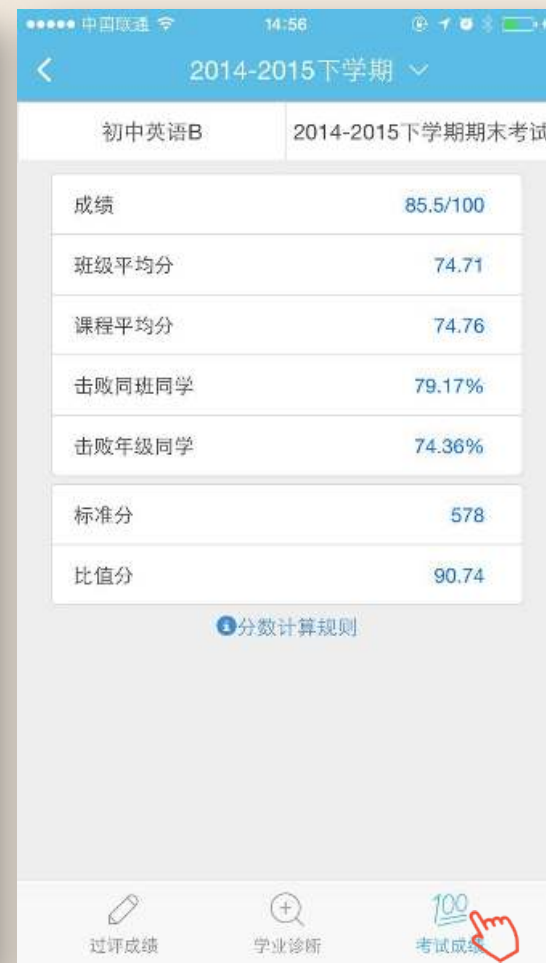 中国联通 14:56
2014-2015下学期
初中英语B 2014-2015下学期期末考试
成绩 85.5/100
班级平均分 74.71
课程平均分 74.76
击败同班同学 79.17%
击败年级同学 74.36%
标准分 578
比值分 90.74
分数计算规则
100
过评成绩 学业诊断 考试成绩